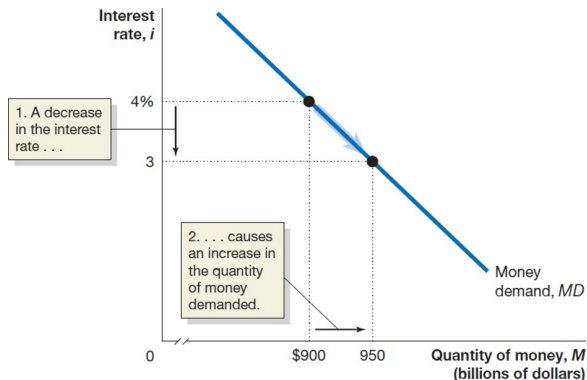 Interest
rate, i
4%
1. A decrease
in the interest
rate . . .
3
2. . . . causes
an increase in
the quantity
of money
demanded.
Money
demand, MD
0
$900
950
Quantity of money, M
(billions of dollars)